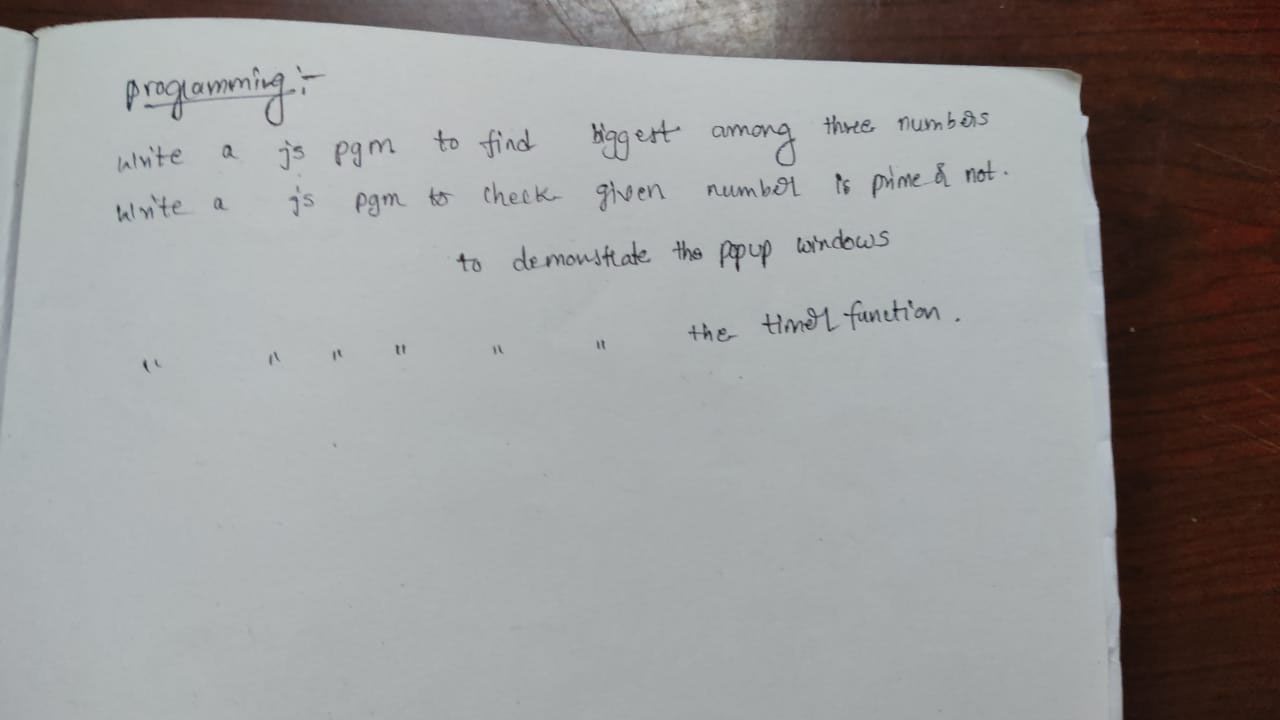 programming:-
write a js pgm to find biggest among three numbers
write a js pgm to check given number is prime or not.
to demonstrate the popup windows
" " " " " " the timer function.